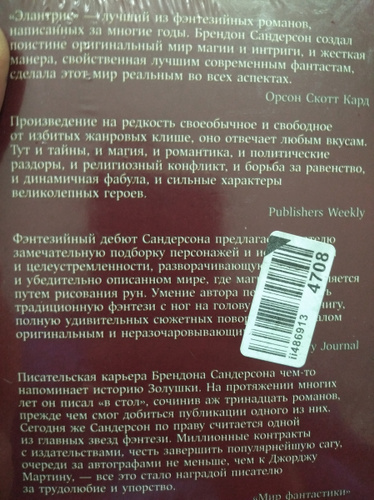 «Элантрис» — лучший из фэнтезийных романов,
написанных за многие годы. Брендон Сандерсон создал
поистине оригинальный мир магии и интриги, и жесткая
манера, свойственная лучшим современным фантастам,
сделала этот мир реальным во всех аспектах.
Орсон Скотт Кард
Произведение на редкость своеобычное и свободное
от избитых жанровых клише, оно отвечает любым вкусам.
Тут и тайны, и магия, и романтика, и политические
раздоры, и религиозный конфликт, и борьба за равенство,
и динамичная фабула, и сильные характеры
великолепных героев.
Publishers Weekly
Фэнтезийный дебют Сандерсона
замечательную подборку персонажей и
и целеустремленности,
и убедительно описанном мире, где
путем рисования рун. Умение автора
традиционную фэнтези с ног на голову
полную удивительных сюжетных
оригинальным и
Journal
4708
ii486913
Писательская карьера Брендона Сандерсона чем-то
напоминает историю Золушки. На протяжении многих
лет он писал «в стол», сочинив аж тринадцать романов,
прежде чем смог добиться публикации одного из них.
Сегодня же Сандерсон по праву считается одной
из главных звезд фэнтези. Миллионные контракты
с издательствами, честь завершить популярнейшую сагу,
очереди за автографами не меньше, чем к Джорджу
Мартину, — все это стало наградой писателю
за трудолюбие и упорство.
«Мир фантастики»